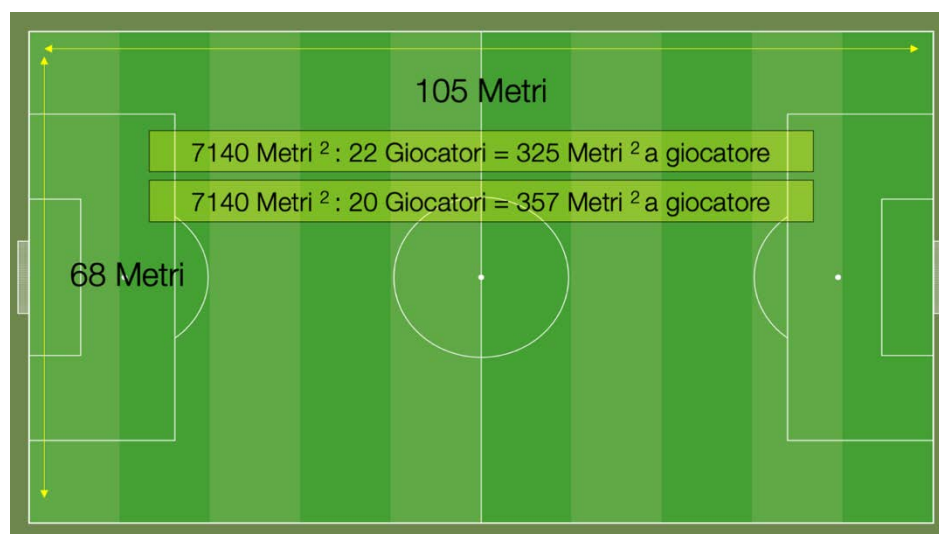 105 Metri
7140 Metri ² : 22 Giocatori = 325 Metri ² a giocatore
7140 Metri ² : 20 Giocatori = 357 Metri ² a giocatore
68 Metri